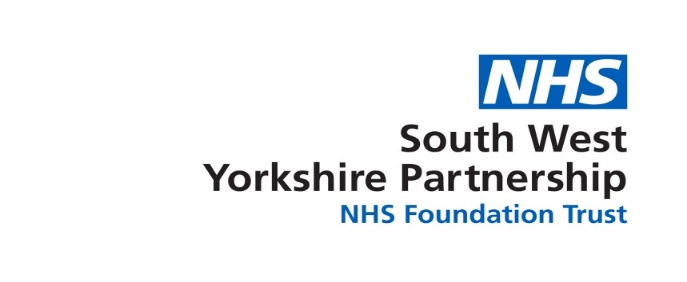 NHS
South West
Yorkshire Partnership
NHS Foundation Trust